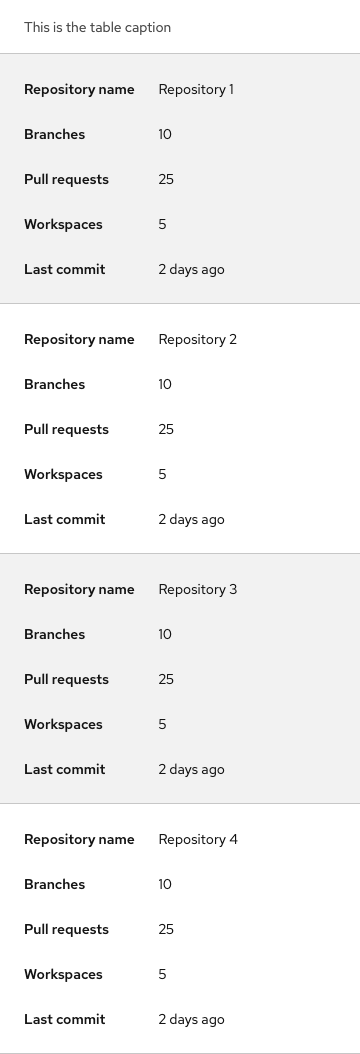 This is the table caption
Repository name Repository 1
Branches 10
Pull requests 25
Workspaces 5
Last commit 2 days ago
Repository name Repository 2
Branches 10
Pull requests 25
Workspaces 5
Last commit 2 days ago
Repository name Repository 3
Branches 10
Pull requests 25
Workspaces 5
Last commit 2 days ago
Repository name Repository 4
Branches 10
Pull requests 25
Workspaces 5
Last commit 2 days ago